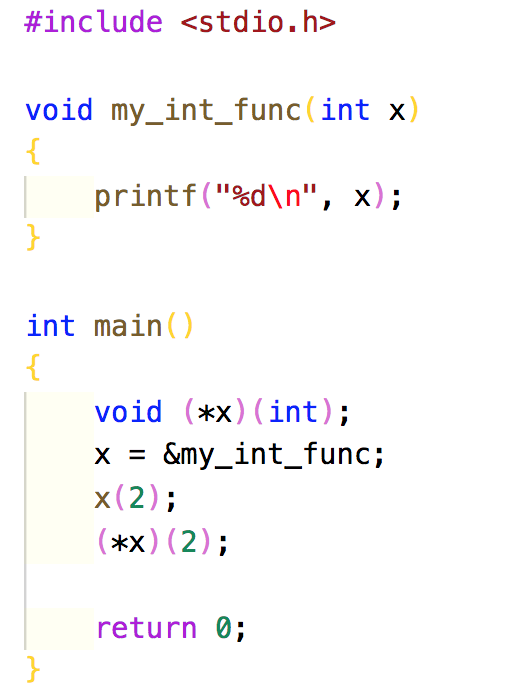 #include <stdio.h>
void my_int_func(int x)
{
printf("%d\n", x);
}
int main()
{
void (*x)(int);
x = &my_int_func;
x(2);
(*x)(2);
return 0;
}